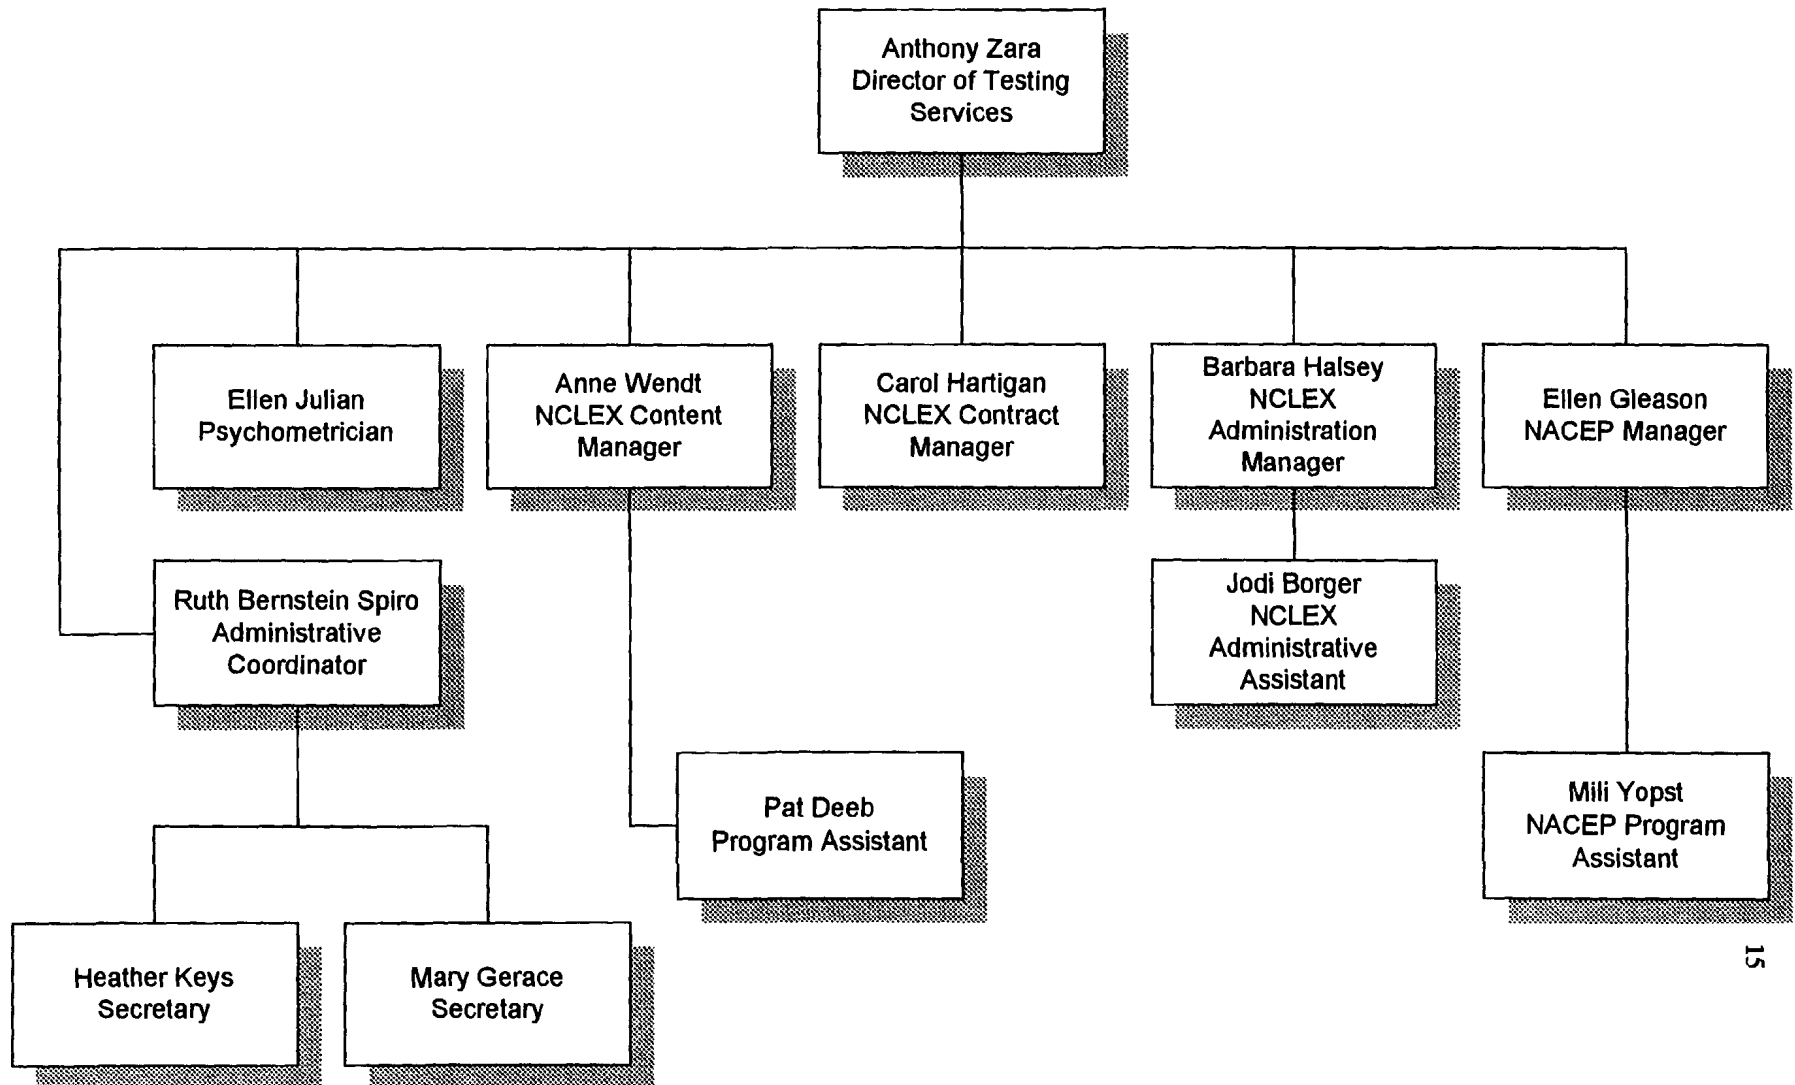 Anthony Zara
Director of Testing
Services
Ellen Julian
Psychometrician
Anne Wendt
NCLEX Content
Manager
Carol Hartigan
NCLEX Contract
Manager
Barbara Halsey
NCLEX
Administration
Manager
Ellen Gleason
NACEP Manager
Ruth Bernstein Spiro
Administrative
Coordinator
Jodi Borger
NCLEX
Administrative
Assistant
Pat Deeb
Program Assistant
Mili Yopst
NACEP Program
Assistant
Heather Keys
Secretary
Mary Gerace
Secretary
15